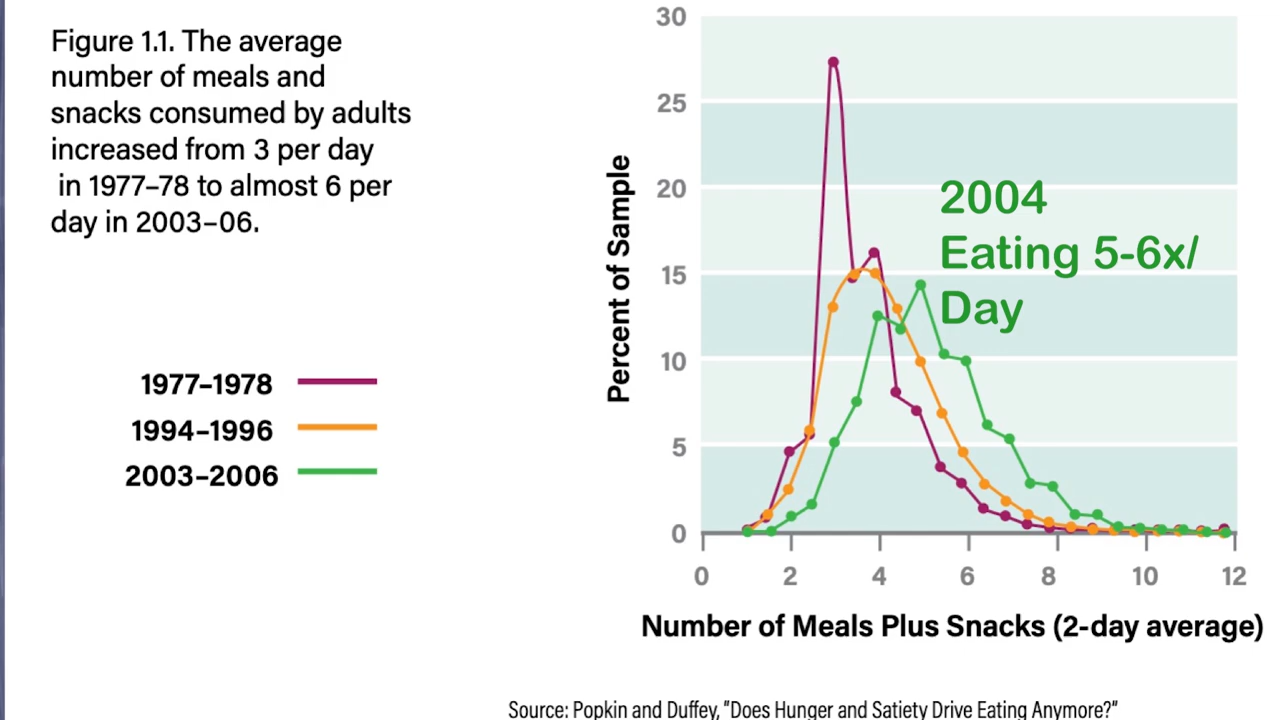 Figure 1.1. The average
number of meals and
snacks consumed by adults
increased from 3 per day
in 1977–78 to almost 6 per
day in 2003–06.
1977–1978
1994–1996
2003–2006
Percent of Sample
30
25
20
15
10
5
0
2004
Eating 5-6x/
Day
0 2 4 6 8 10 12
Number of Meals Plus Snacks (2-day average)
Source: Popkin and Duffey, "Does Hunger and Satiety Drive Eating Anymore?"